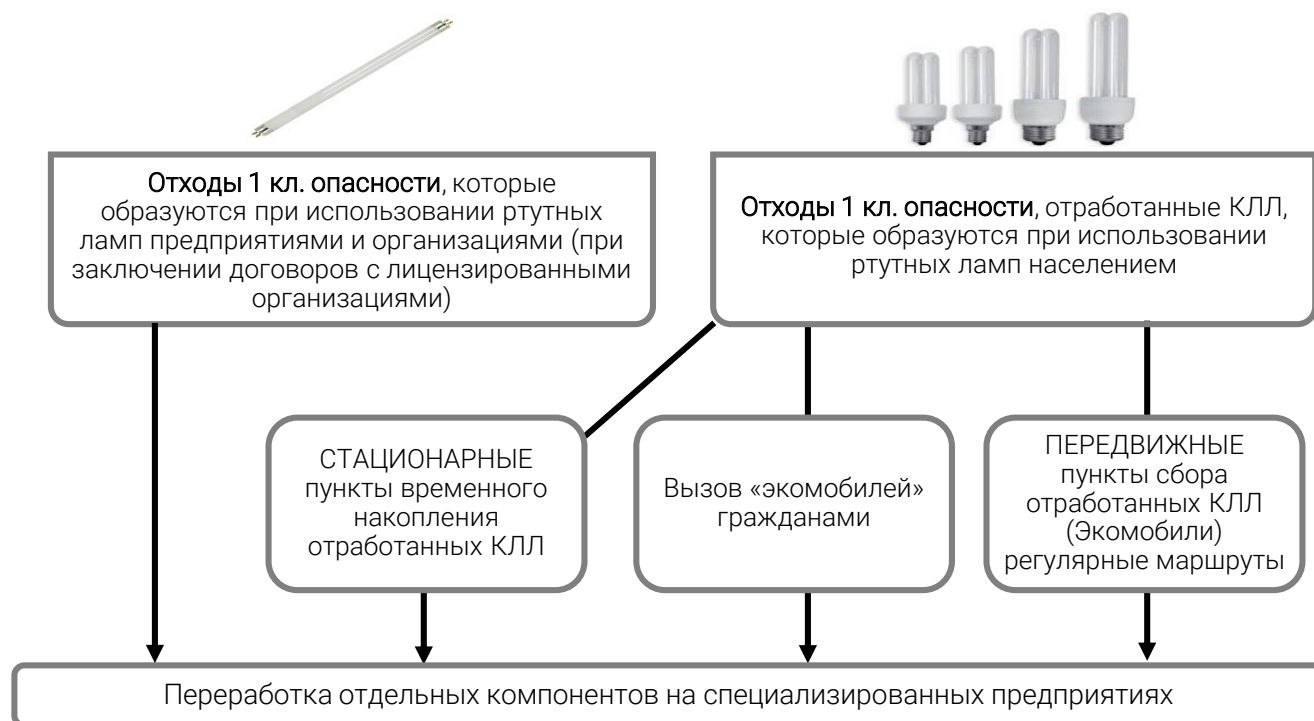 Отходы 1 кл. опасности, которые
образуются при использовании ртутных
ламп предприятиями и организациями (при
заключении договоров с лицензированными
организациями)
Отходы 1 кл. опасности, отработанные КЛЛ,
которые образуются при использовании
ртутных ламп населением
СТАЦИОНАРНЫЕ
пункты временного
накопления
отработанных КЛЛ
Вызов «экомобилей»
гражданами
ПЕРЕДВИЖНЫЕ
пункты сбора
отработанных КЛЛ
(Экомобили)
регулярные маршруты
Переработка отдельных компонентов на специализированных предприятиях